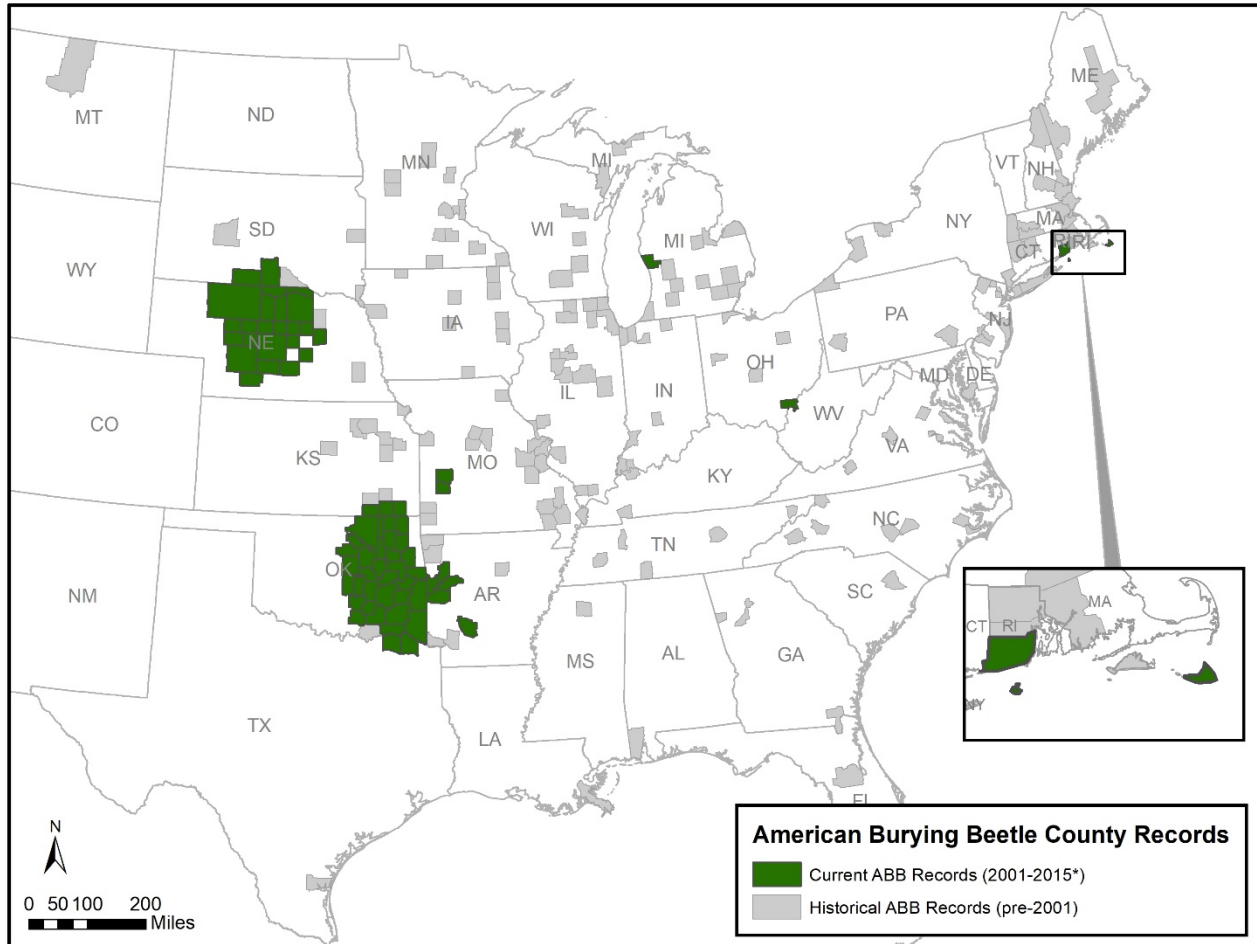 ME
MT
ND
MN
MI
VT
NH
SD
WI
MI
NY
MA
WY
CT
RI
IA
PA
NE
NJ
OH
IL
IN
MD
DE
WV
CO
VA
KS
MO
KY
NC
TN
OK
AR
NM
SC
MS
AL
GA
TX
LA
FL
MA
CT
RI
NY
N
0 50 100 200
Miles
American Burying Beetle County Records
Current ABB Records (2001-2015*)
Historical ABB Records (pre-2001)